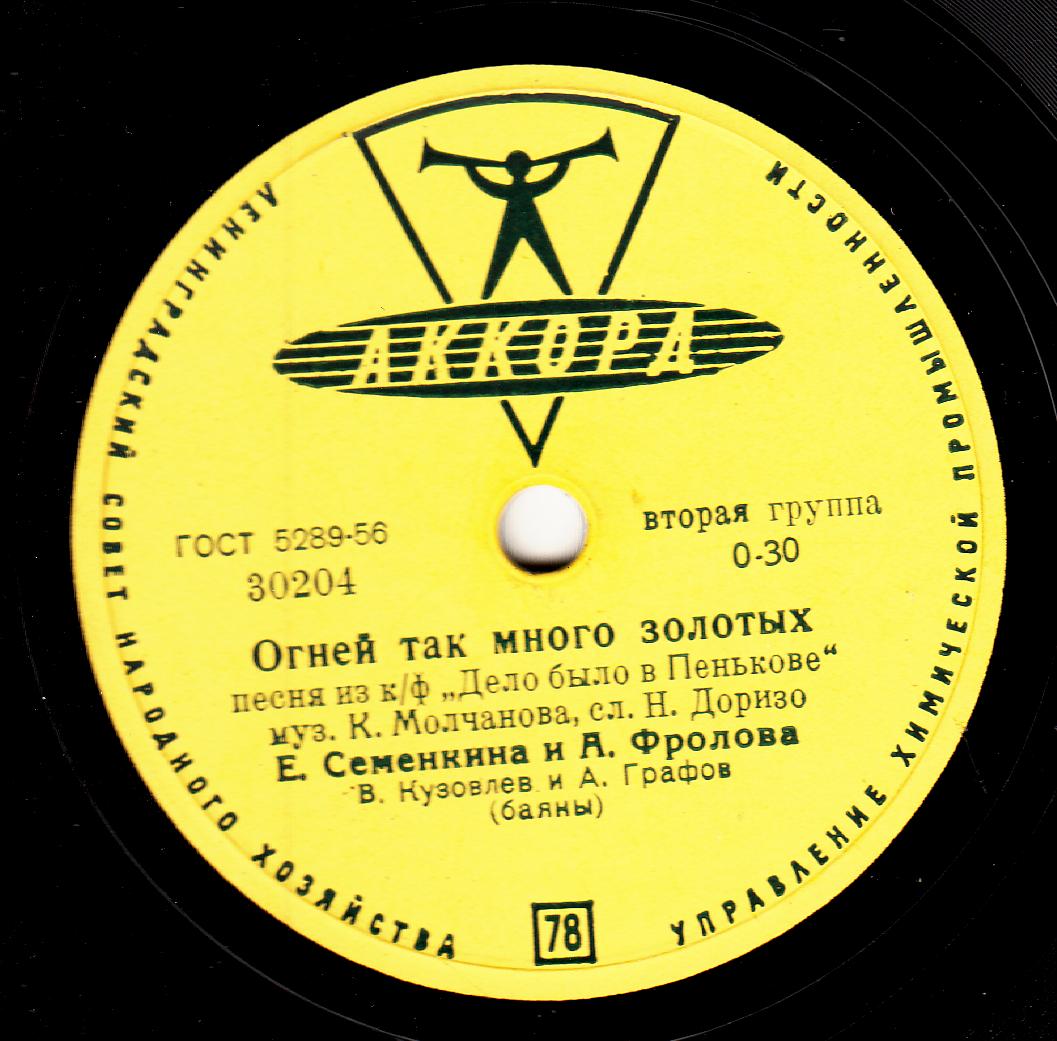 ЛЕНИНГРАДСКИЙ СОВЕТ НАРОДНОГО ХОЗЯЙСТВА
УПРАВЛЕНИЕ ХИМИЧЕСКОЙ ПРОМЫШЛЕННОСТИ
АККОРД
ГОСТ 5289-56
30204
вторая группа
0-30
Огней так много золотых
песня из к/ф „Дело было в Пенькове“
муз. К. Молчанова, сл. Н. Доризо
Е. Семенкина и А. Фролова
В. Кузовлев и А. Графов
(баяны)
78